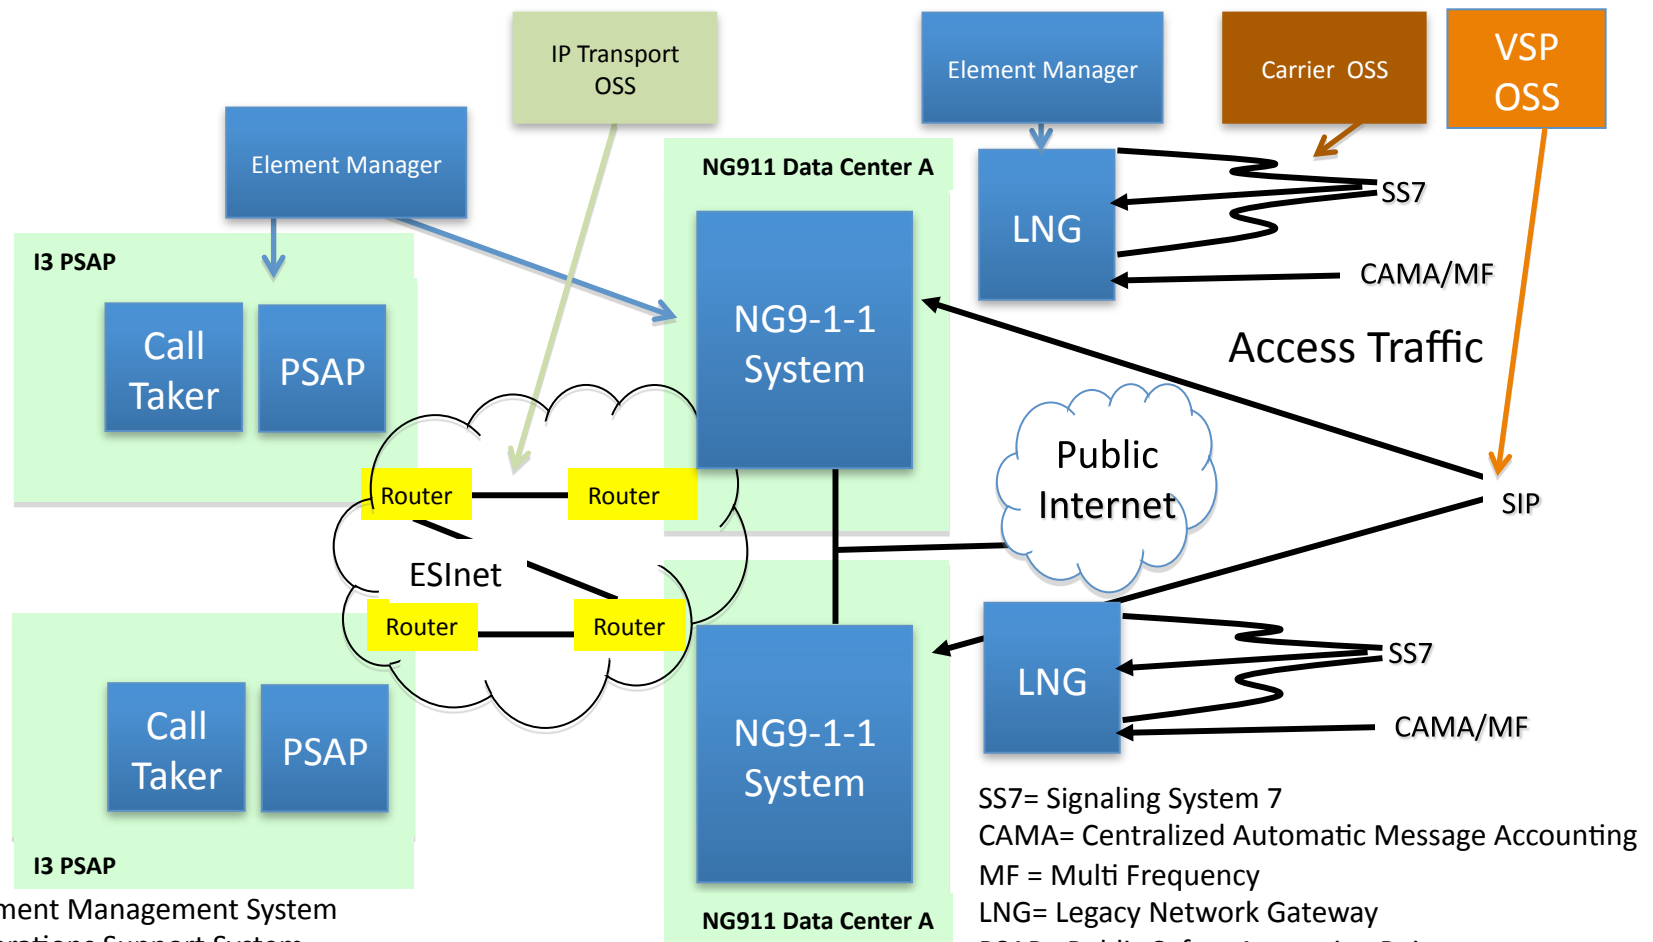 IP Transport
OSS
Element Manager
Carrier OSS
VSP
OSS
Element Manager
NG911 Data Center A
I3 PSAP
LNG
SS7
CAMA/MF
Call
Taker
PSAP
NG9-1-1
System
Access Traffic
Public
Internet
Router
Router
SIP
ESInet
Router
Router
LNG
SS7
CAMA/MF
Call
Taker
PSAP
NG9-1-1
System
I3 PSAP
NG911 Data Center A
Management System
Support System
SS7= Signaling System 7
CAMA= Centralized Automatic Message Accounting
MF = Multi Frequency
LNG= Legacy Network Gateway